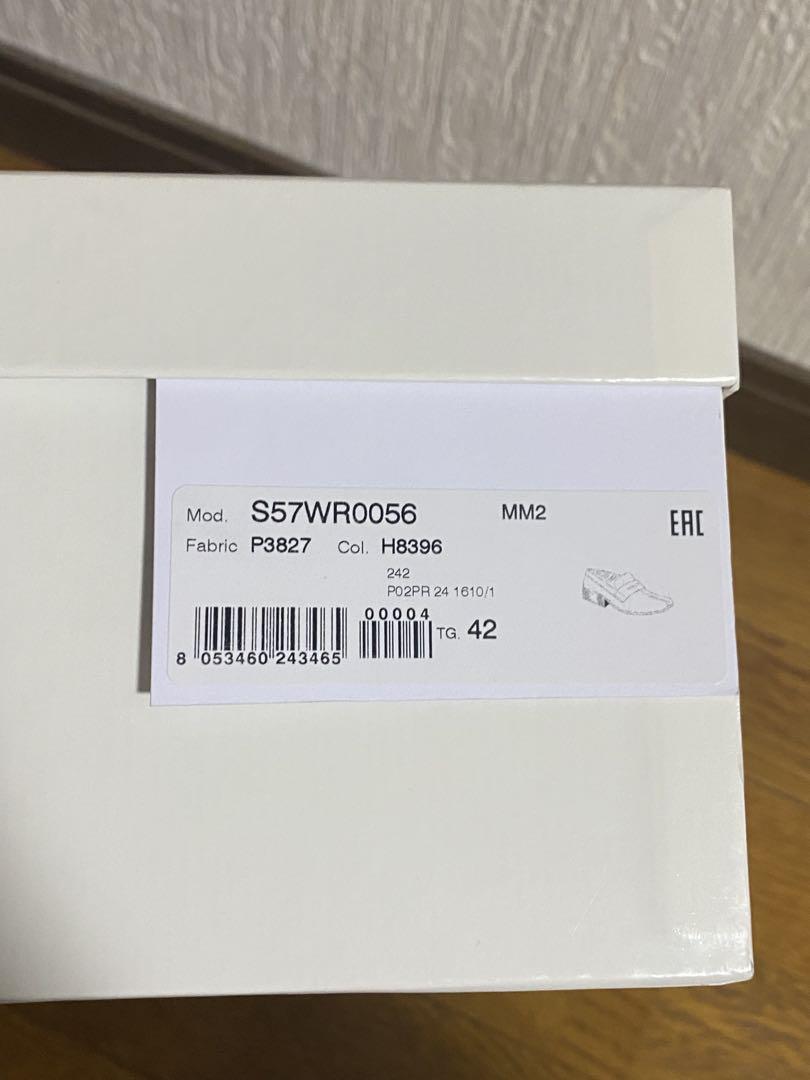 Mod. S57WR0056 MM2
EAC
Fabric P3827 Col. H8396
242
P02PR 24 1610/1
00004
TG. 42
8 053460 243465